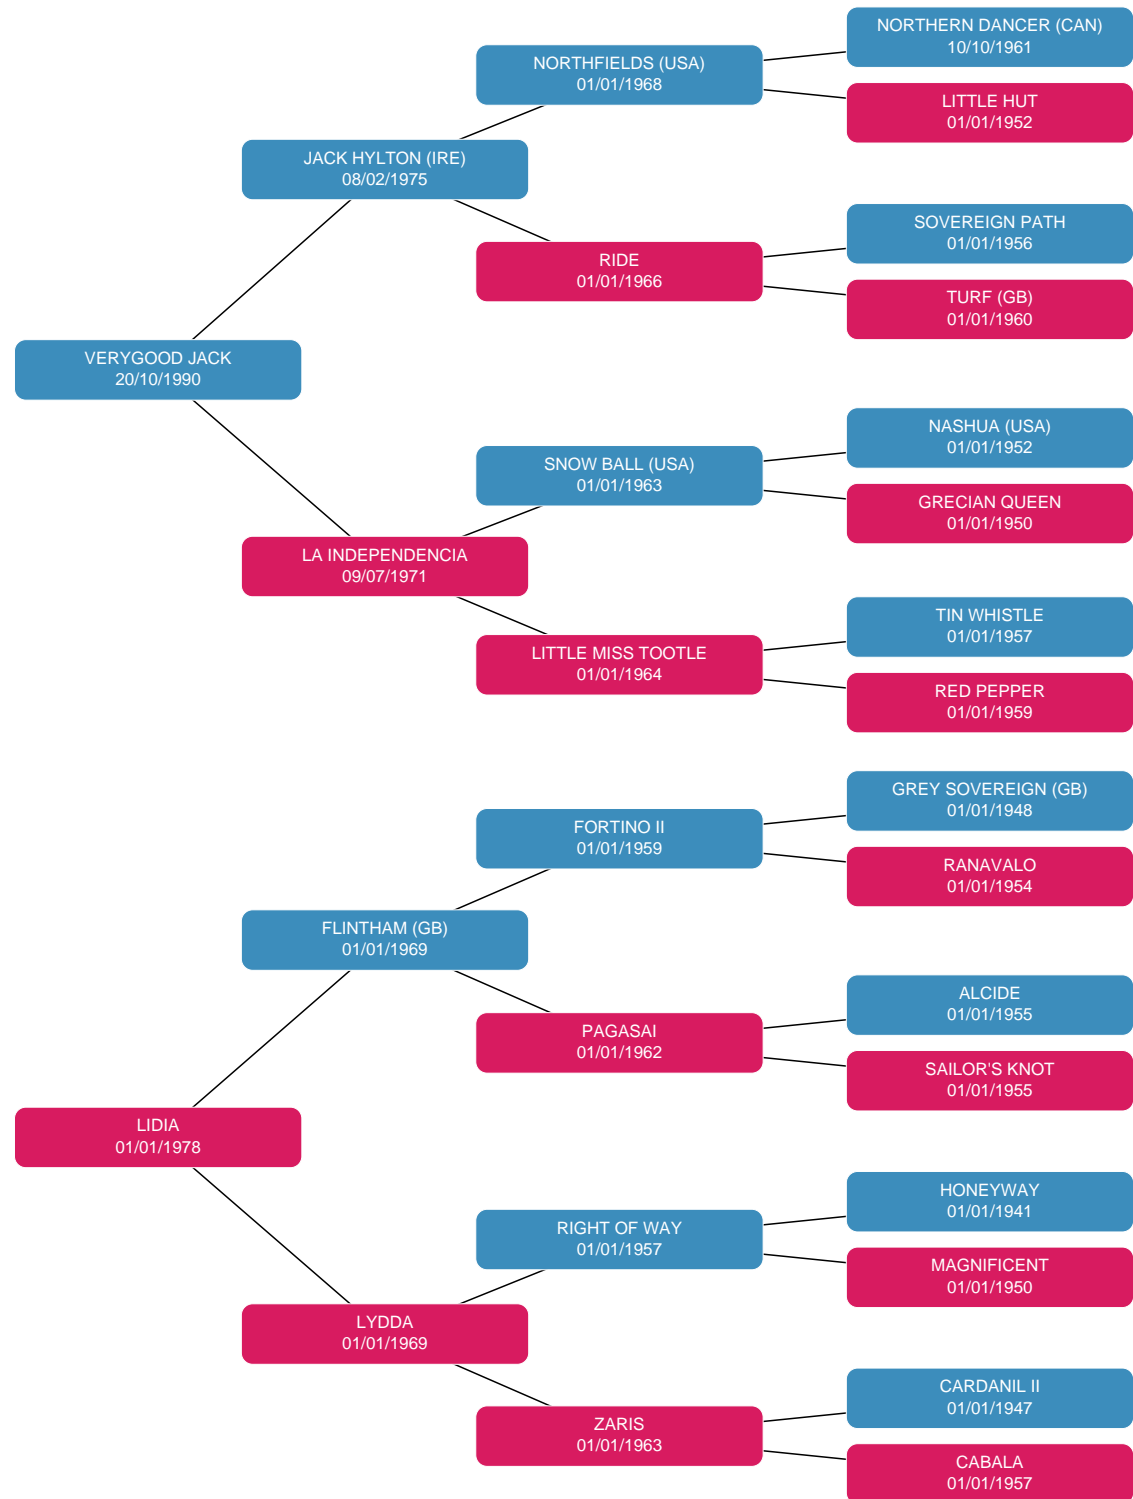 NORTHERN DANCER (CAN)
10/10/1961
NORTHFIELDS (USA)
01/01/1968
LITTLE HUT
01/01/1952
JACK HYLTON (IRE)
08/02/1975
SOVEREIGN PATH
01/01/1956
RIDE
01/01/1966
TURF (GB)
01/01/1960
VERYGOOD JACK
20/10/1990
NASHUA (USA)
01/01/1952
SNOW BALL (USA)
01/01/1963
GRECIAN QUEEN
01/01/1950
LA INDEPENDENCIA
09/07/1971
TIN WHISTLE
01/01/1957
LITTLE MISS TOOTLE
01/01/1964
RED PEPPER
01/01/1959
GREY SOVEREIGN (GB)
01/01/1948
FORTINO II
01/01/1959
RANAVALO
01/01/1954
FLINTHAM (GB)
01/01/1969
ALCIDE
01/01/1955
PAGASAI
01/01/1962
SAILOR'S KNOT
01/01/1955
LIDIA
01/01/1978
HONEYWAY
01/01/1941
RIGHT OF WAY
01/01/1957
MAGNIFICENT
01/01/1950
LYDDA
01/01/1969
CARDANIL II
01/01/1947
ZARIS
01/01/1963
CABALA
01/01/1957